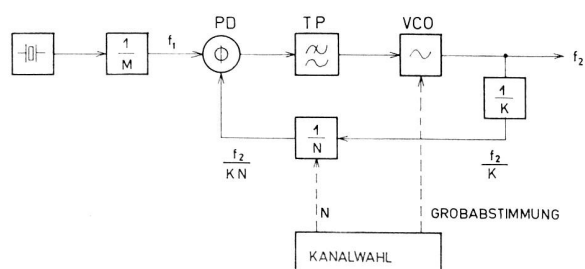 PD
TP
VCO
1
M
f1
Φ
f2
1
K
1
N
f2
KN
f2
K
N
GROBABSTIMMUNG
KANALWAHL